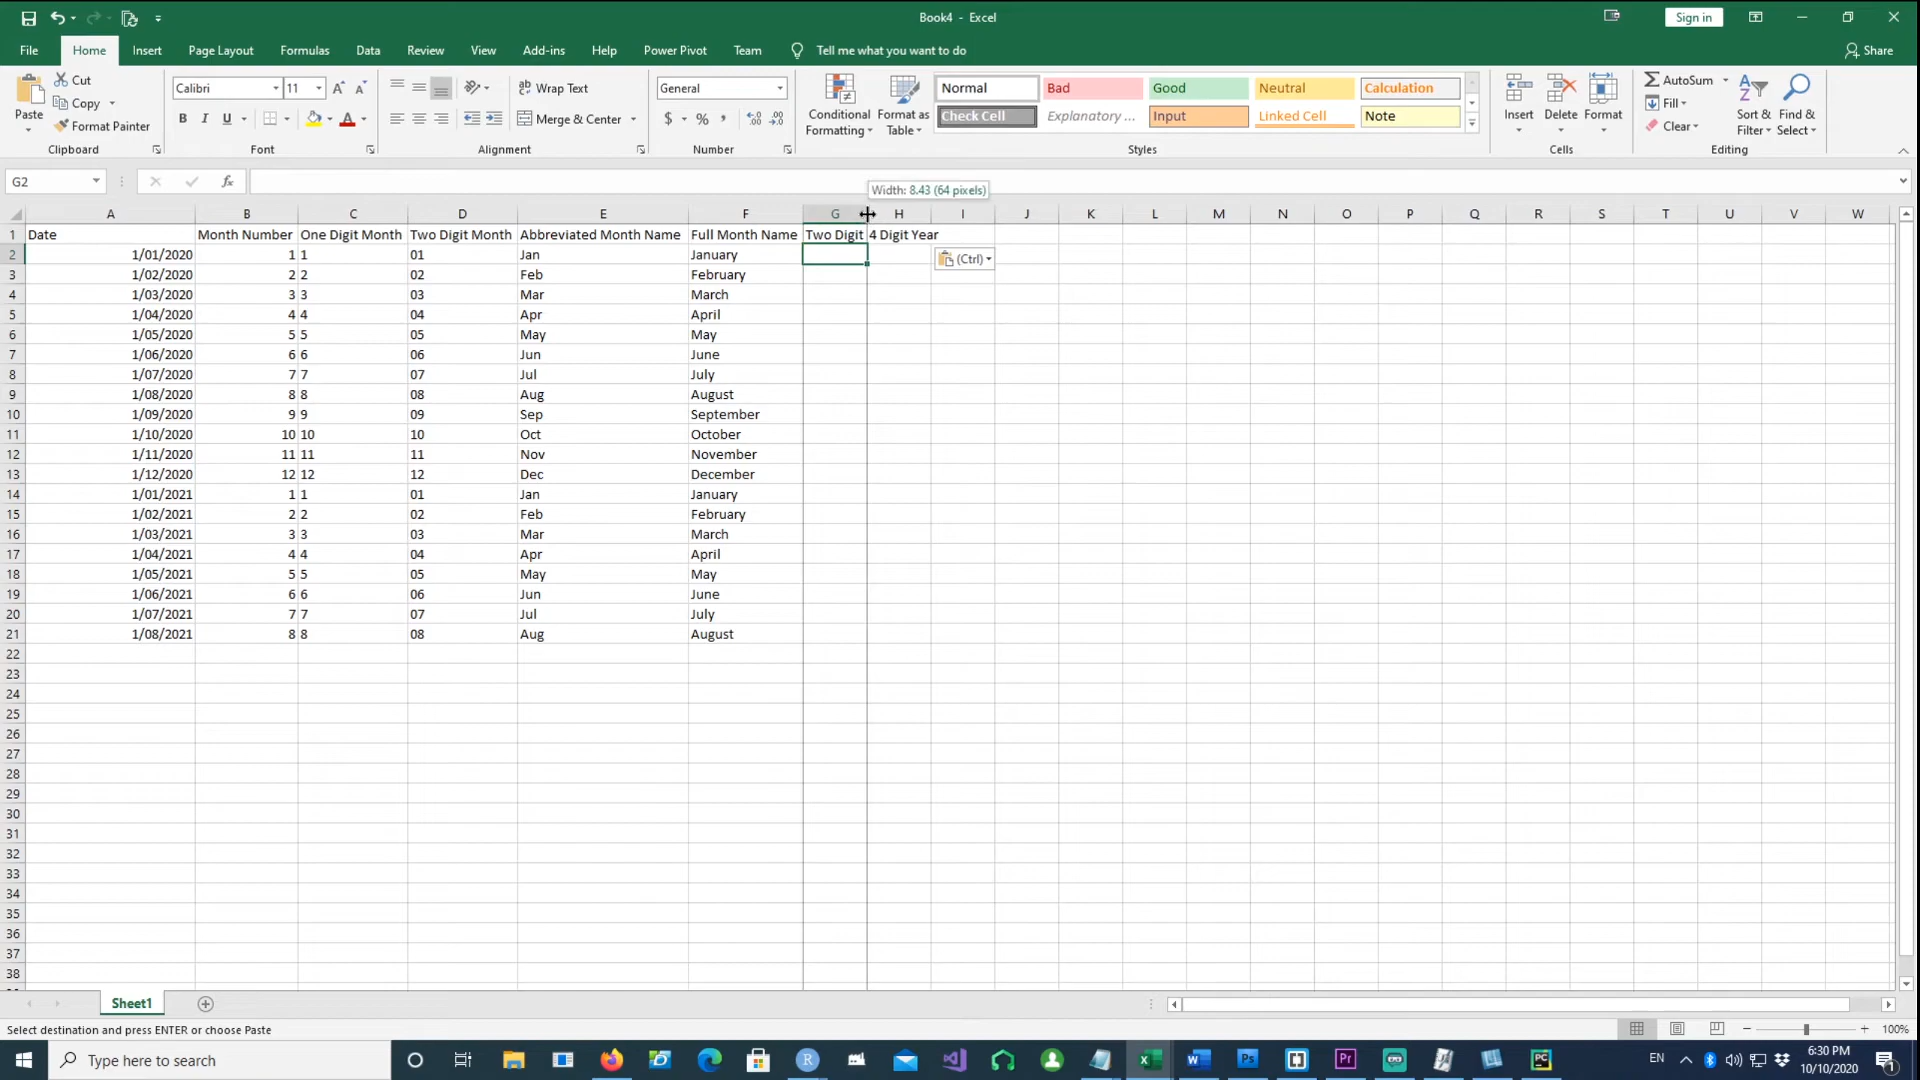 Book4 - Excel
Sign in
File Home Insert Page Layout Formulas Data Review View Add-ins Help Power Pivot Team Tell me what you want to do Share
Paste
Cut
Copy
Format Painter
Clipboard
Calibri 11
B I U
Font
Wrap Text
Merge & Center
Alignment
General
$ % ,
Number
Conditional Formatting
Format as Table
Normal Bad Good Neutral Calculation
Check Cell Explanatory ... Input Linked Cell Note
Styles
Insert Delete Format
Cells
AutoSum
Fill
Clear
Sort & Filter
Find & Select
Editing
G2
fx
Width: 8.43 (64 pixels)
A B C D E F G H I J K L M N O P Q R S T U V W
1 Date Month Number One Digit Month Two Digit Month Abbreviated Month Name Full Month Name Two Digit 4 Digit Year
2 1/01/2020 1 1 01 Jan January
(Ctrl)
3 1/02/2020 2 2 02 Feb February
4 1/03/2020 3 3 03 Mar March
5 1/04/2020 4 4 04 Apr April
6 1/05/2020 5 5 05 May May
7 1/06/2020 6 6 06 Jun June
8 1/07/2020 7 7 07 Jul July
9 1/08/2020 8 8 08 Aug August
10 1/09/2020 9 9 09 Sep September
11 1/10/2020 10 10 10 Oct October
12 1/11/2020 11 11 11 Nov November
13 1/12/2020 12 12 12 Dec December
14 1/01/2021 1 1 01 Jan January
15 1/02/2021 2 2 02 Feb February
16 1/03/2021 3 3 03 Mar March
17 1/04/2021 4 4 04 Apr April
18 1/05/2021 5 5 05 May May
19 1/06/2021 6 6 06 Jun June
20 1/07/2021 7 7 07 Jul July
21 1/08/2021 8 8 08 Aug August
22
23
24
25
26
27
28
29
30
31
32
33
34
35
36
37
38
Sheet1
Select destination and press ENTER or choose Paste
100%
Type here to search
EN
6:30 PM
10/10/2020